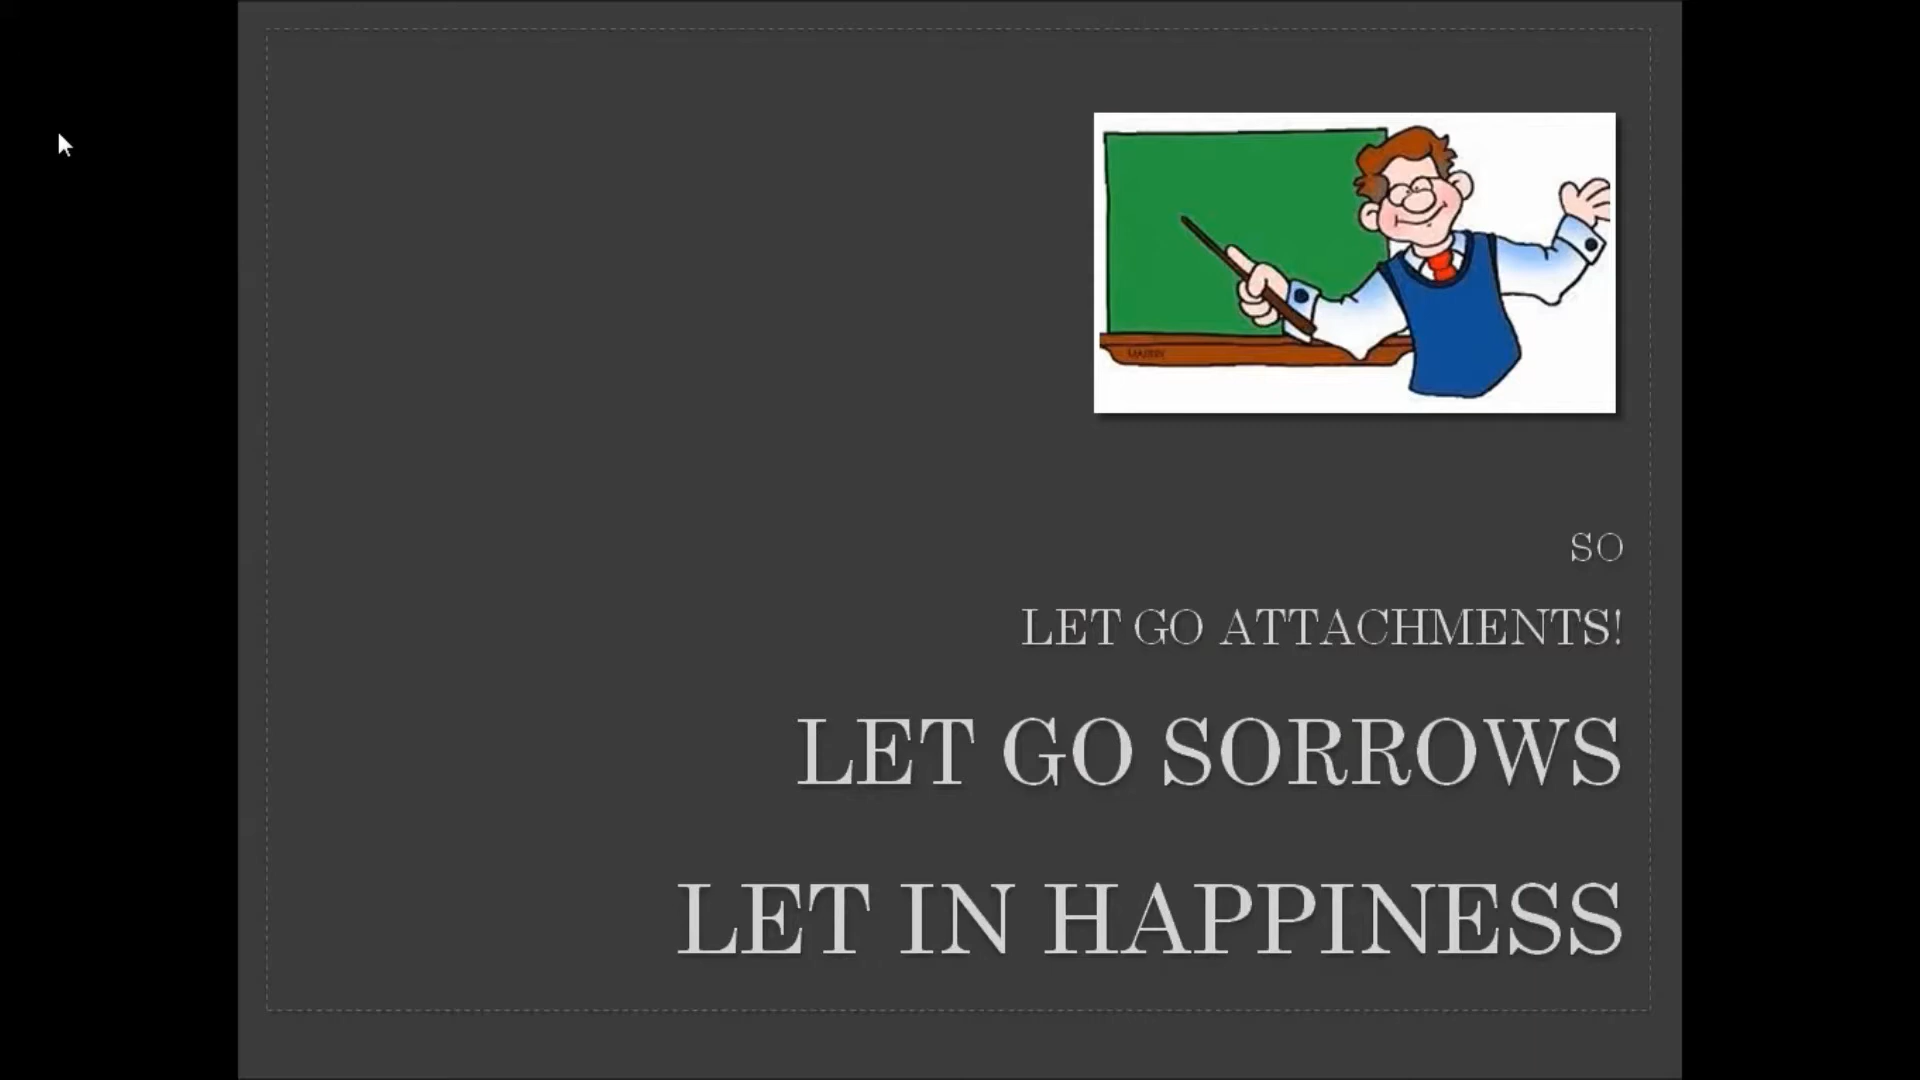 SO
LET GO ATTACHMENTS!
LET GO SORROWS
LET IN HAPPINESS